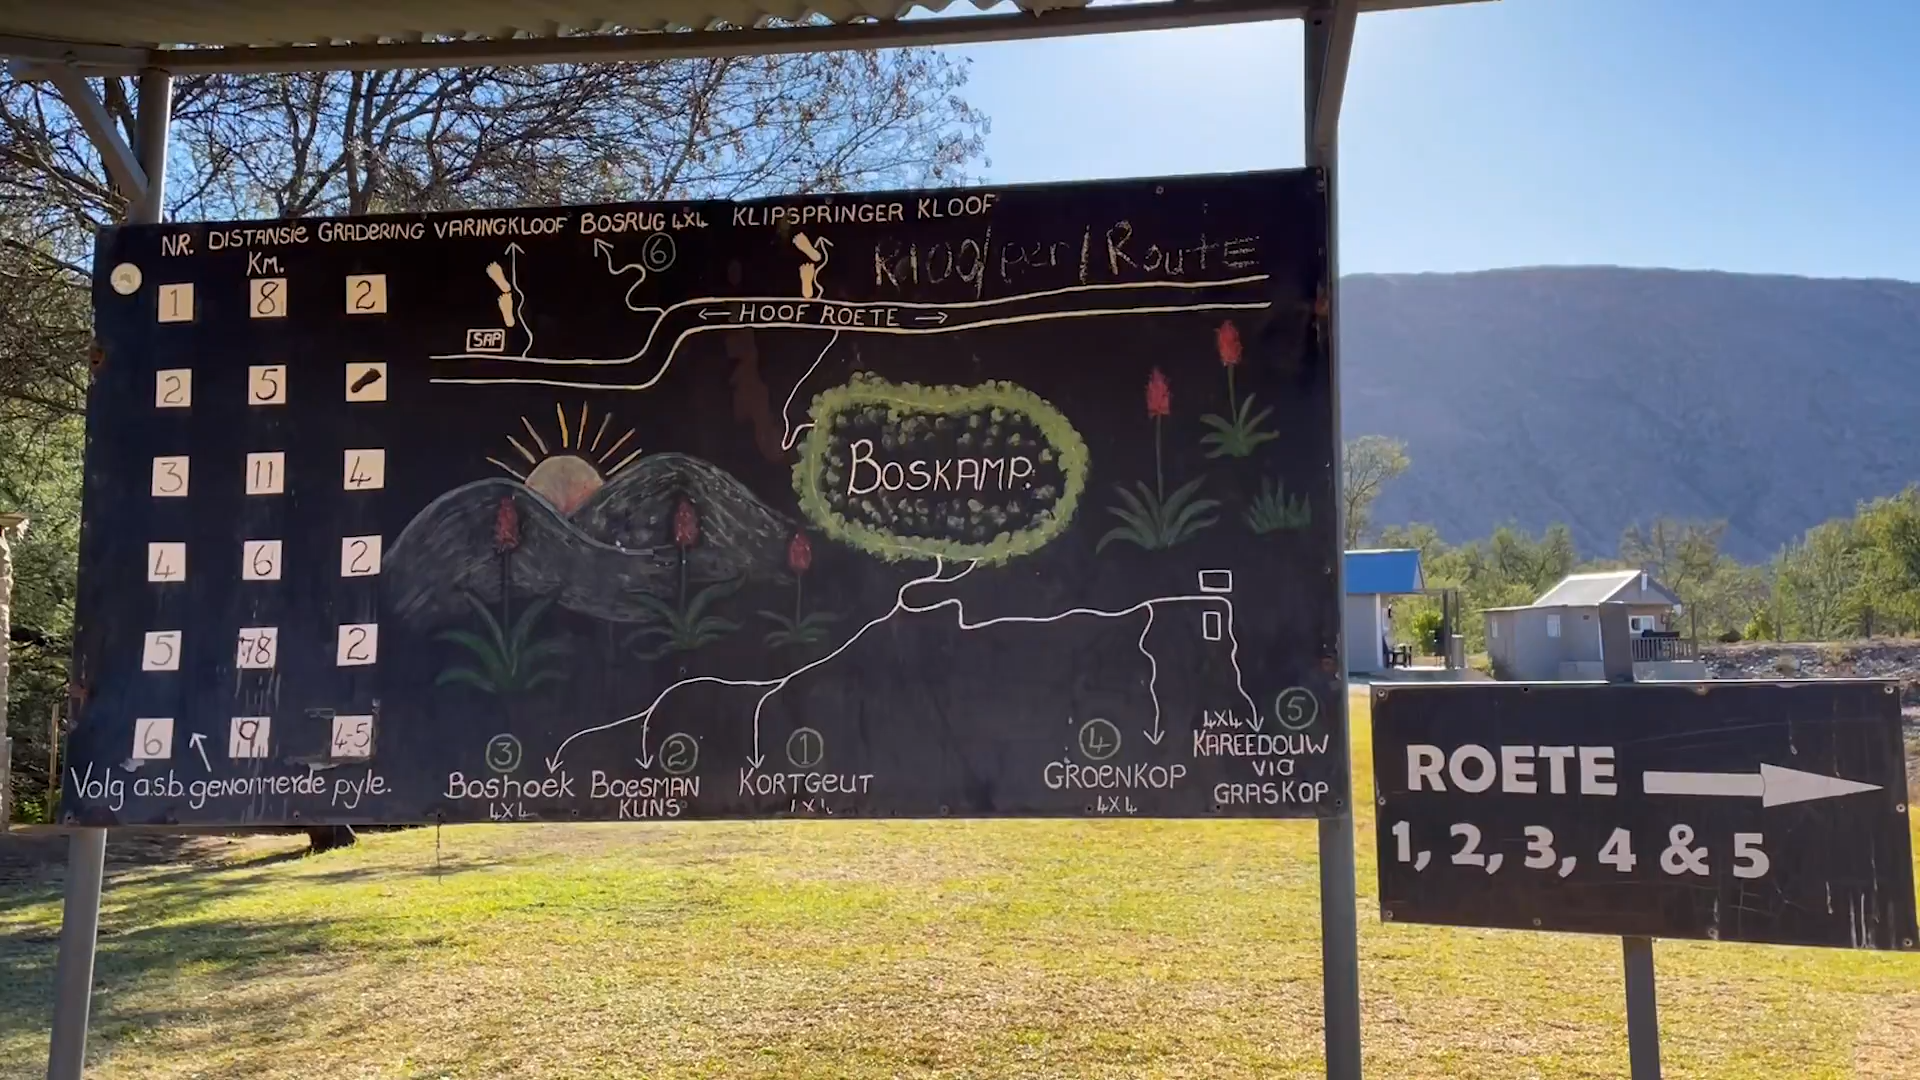 NR. DISTANSIE GRADERING VARINGKLOOF BOSRUG 4X4 KLIPSPRINGER KLOOF
KM.
R100/per/Route
6
1 8 2
← HOOF ROETE →
SAP
2 5
3 11 4
BOSKAMP.
4 6 2
5 78 2
6 9 4-5
Volg a.s.b. genommerde pyle.
3
BOSHOEK
4X4
2
BOESMAN
KUNS
1
KORTGEUT
4
GROENKOP
4X4
5
4X4
KAREEDOUW
VIA
GRASKOP
ROETE
1, 2, 3, 4 & 5